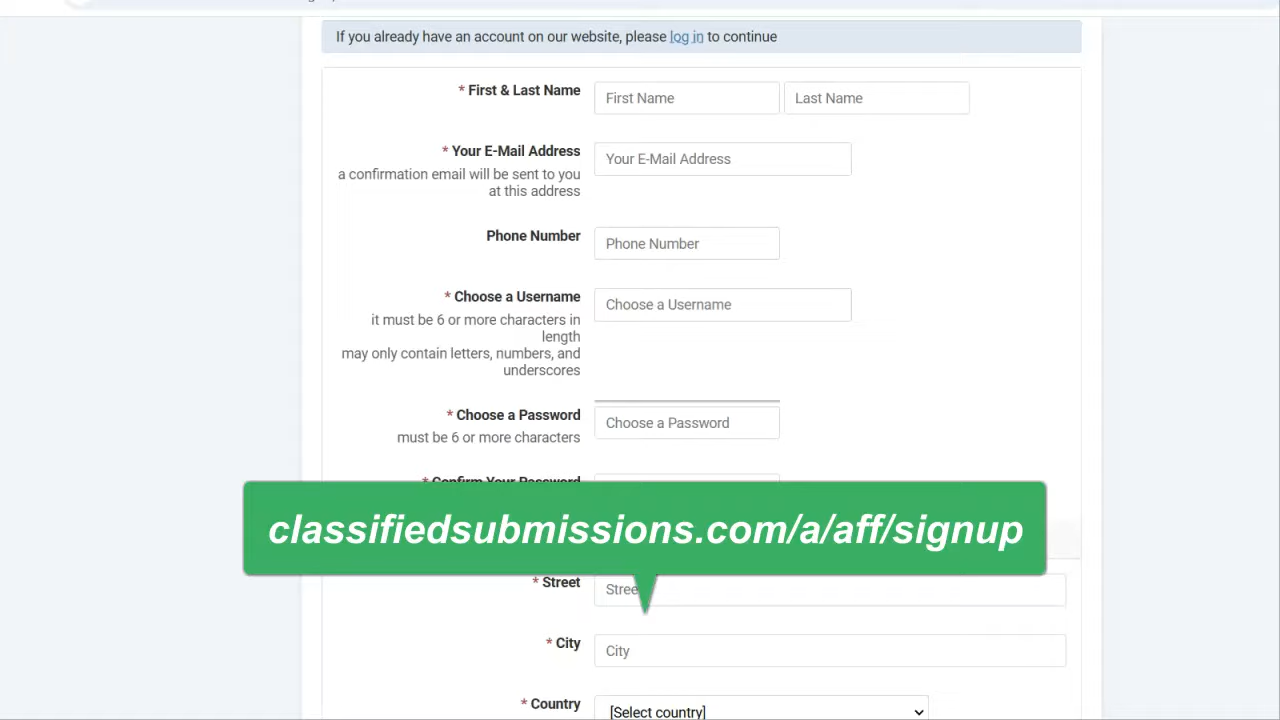 If you already have an account on our website, please log in to continue
* First & Last Name
First Name
Last Name
* Your E-Mail Address
Your E-Mail Address
a confirmation email will be sent to you
at this address
Phone Number
Phone Number
* Choose a Username
Choose a Username
it must be 6 or more characters in
length
may only contain letters, numbers, and
underscores
* Choose a Password
Choose a Password
must be 6 or more characters
* Confirm Your Password
classifiedsubmissions.com/a/aff/signup
* Street
Stree
* City
City
* Country
[Select country]